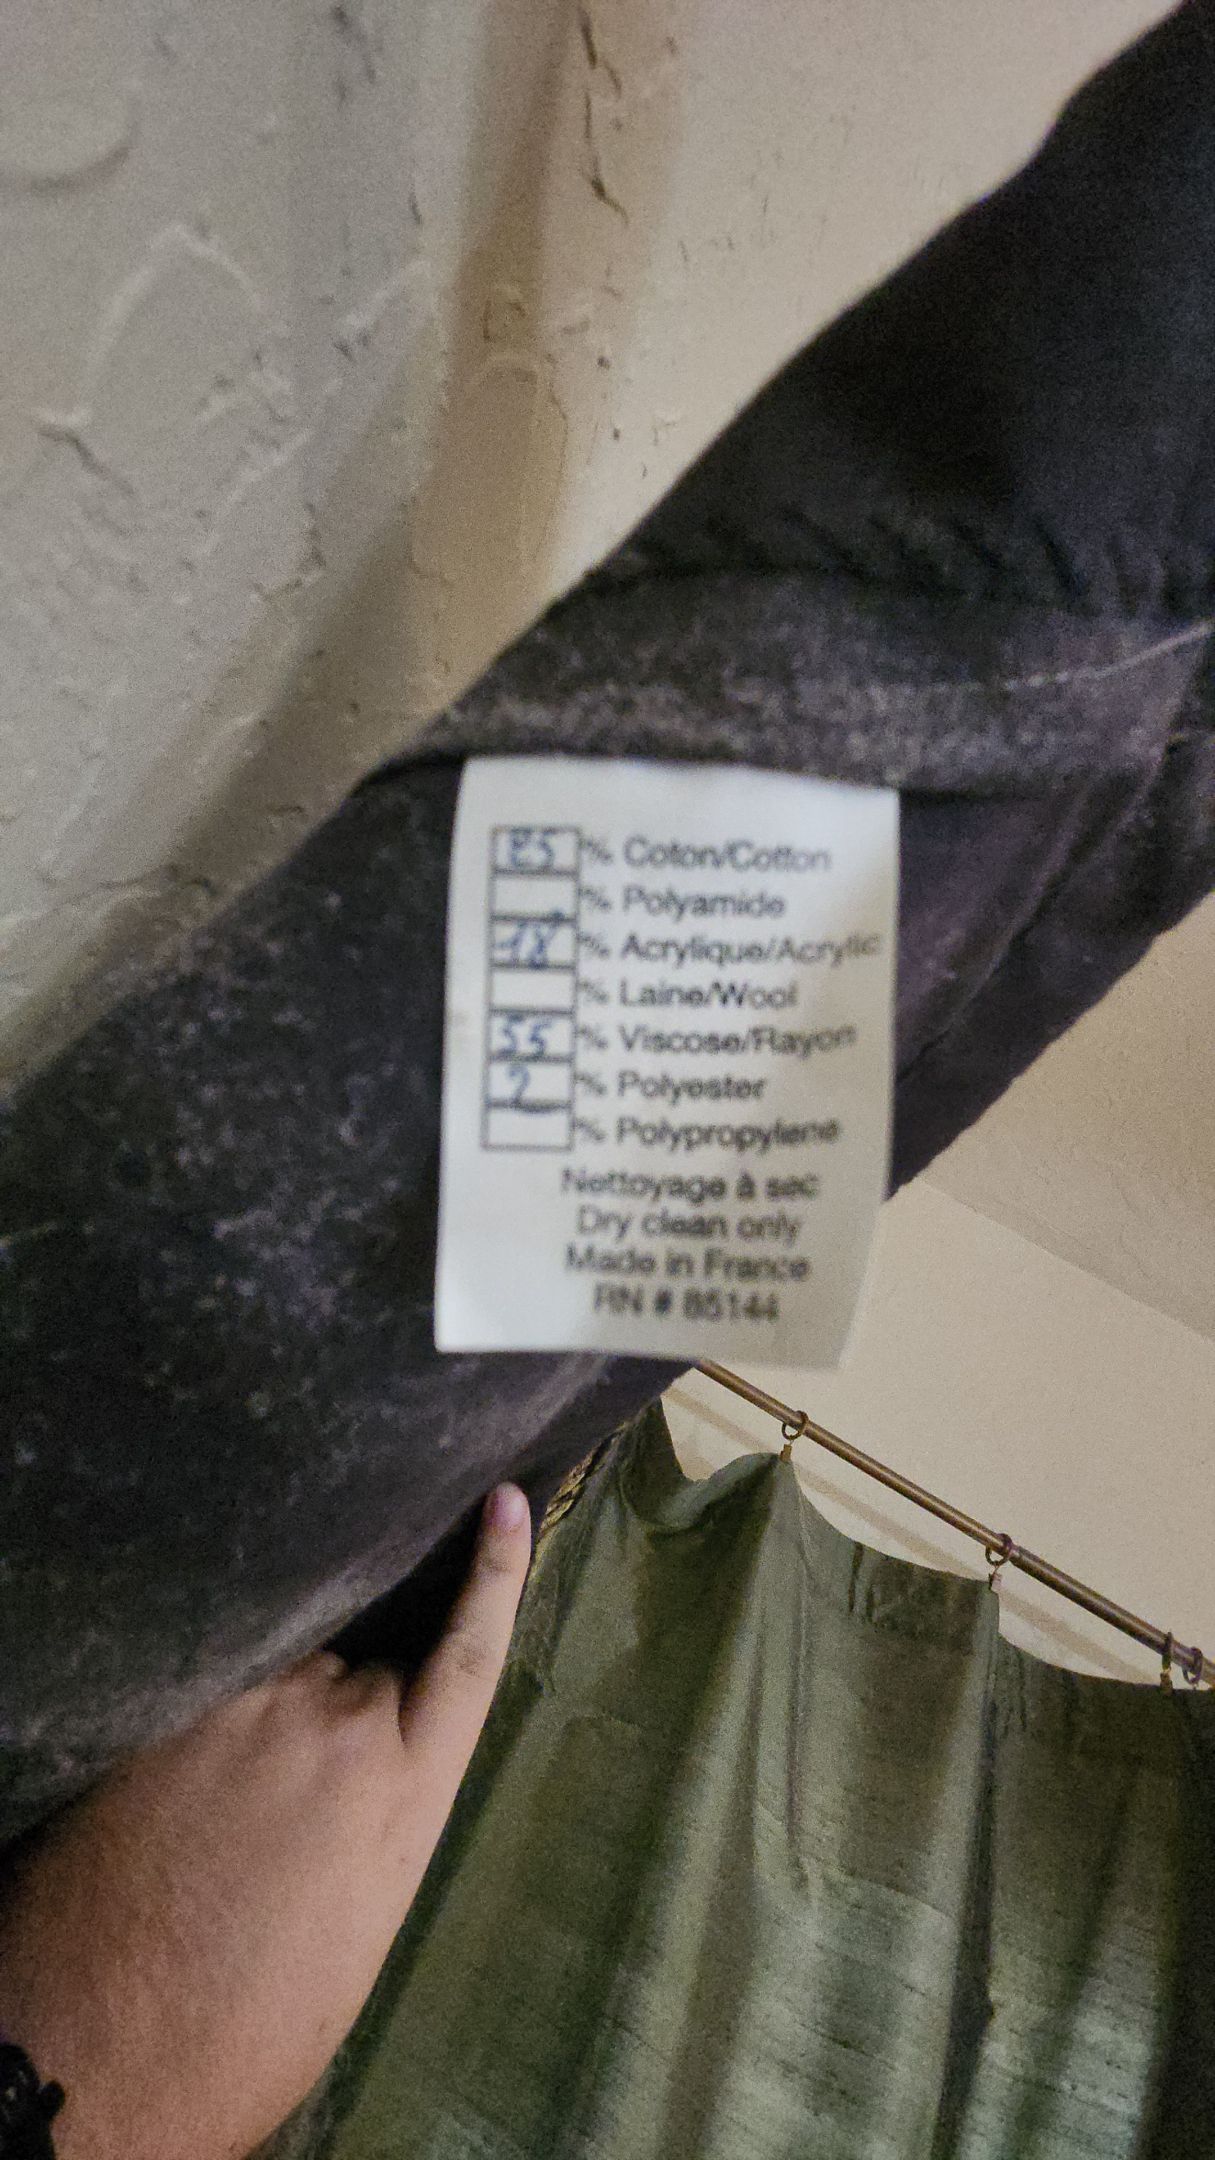 25 % Coton/Cotton
% Polyamide
18 % Acrylique/Acrylic
% Laine/Wool
55 % Viscose/Rayon
2 % Polyester
% Polypropylene
Nettoyage à sec
Dry clean only
Made in France
RN # 85144